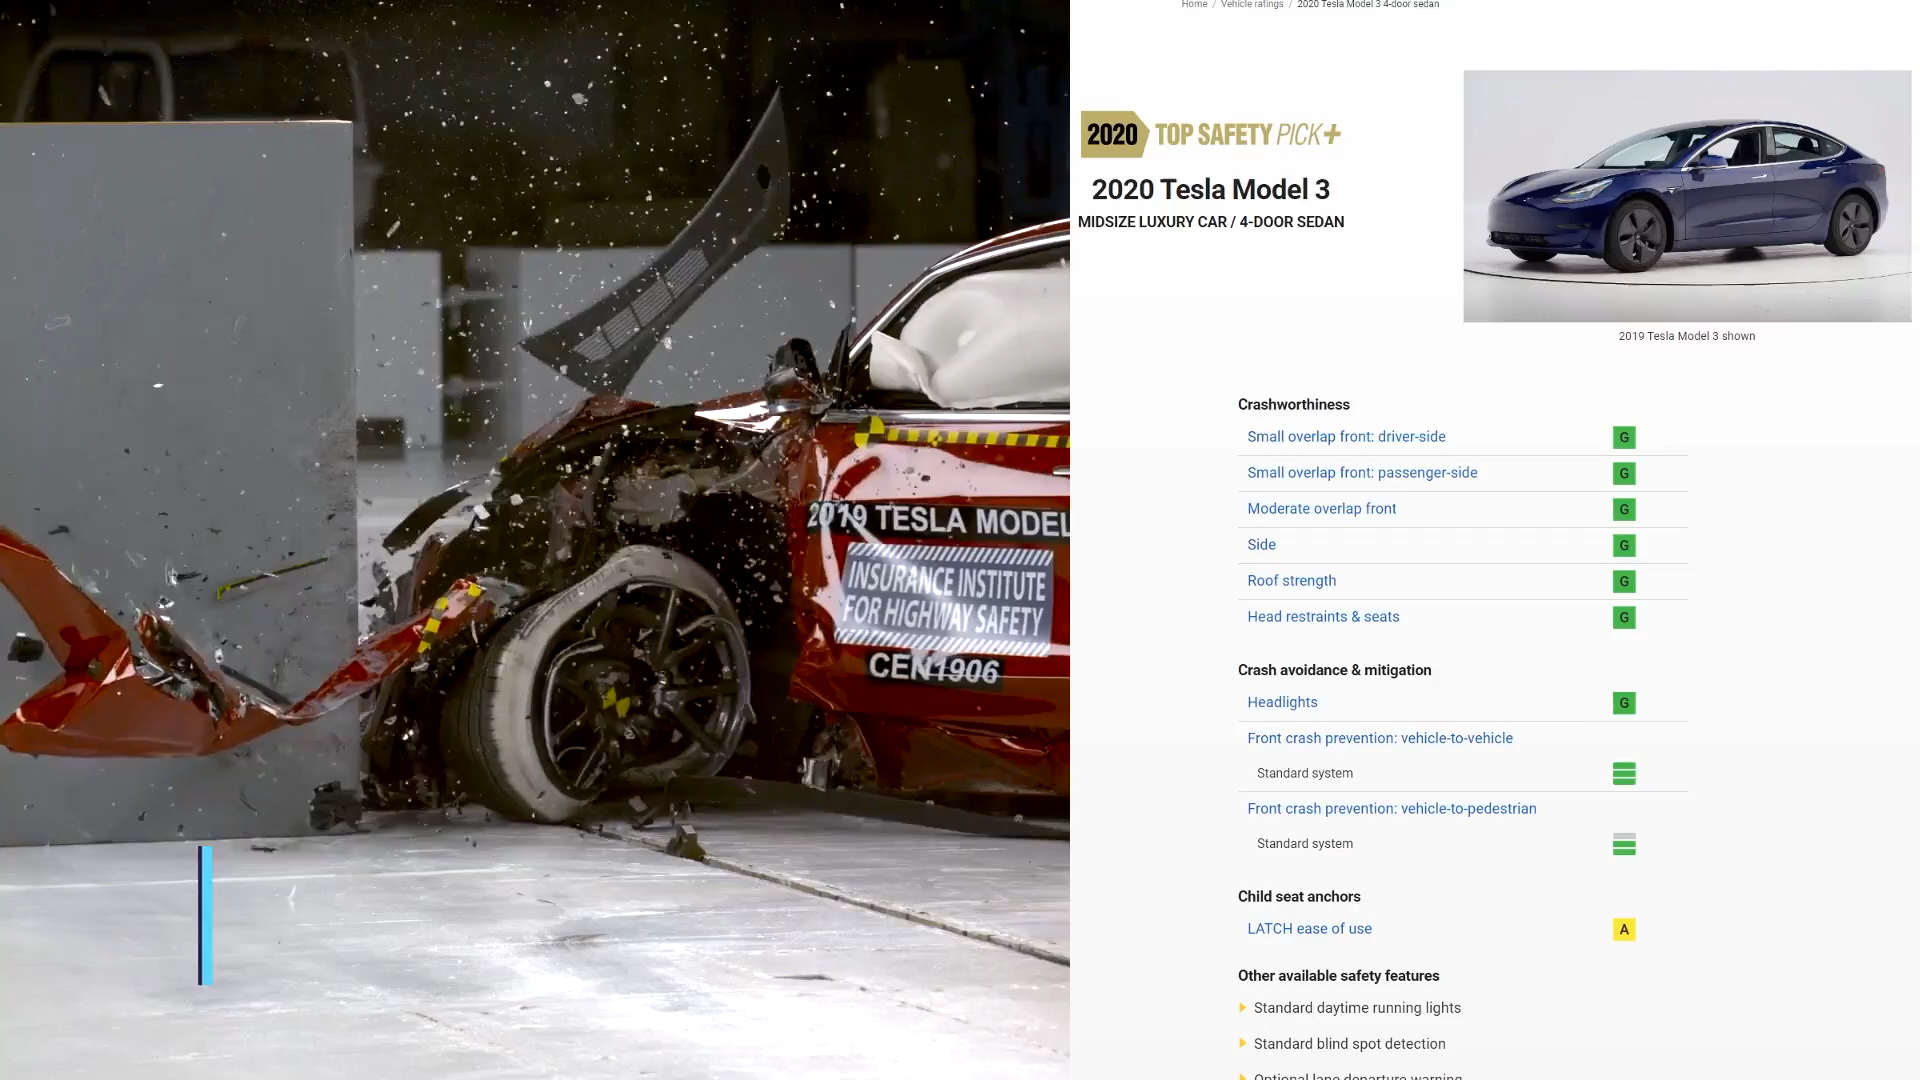 2019 TESLA MODEL
INSURANCE INSTITUTE
FOR HIGHWAY SAFETY
CEN1906
Home / Vehicle ratings / 2020 Tesla Model 3 4-door sedan
2020 TOP SAFETY PICK+
2020 Tesla Model 3
MIDSIZE LUXURY CAR / 4-DOOR SEDAN
2019 Tesla Model 3 shown
Crashworthiness
Small overlap front: driver-side G
Small overlap front: passenger-side G
Moderate overlap front G
Side G
Roof strength G
Head restraints & seats G
Crash avoidance & mitigation
Headlights G
Front crash prevention: vehicle-to-vehicle
Standard system
Front crash prevention: vehicle-to-pedestrian
Standard system
Child seat anchors
LATCH ease of use A
Other available safety features
Standard daytime running lights
Standard blind spot detection
Optional lane departure warning